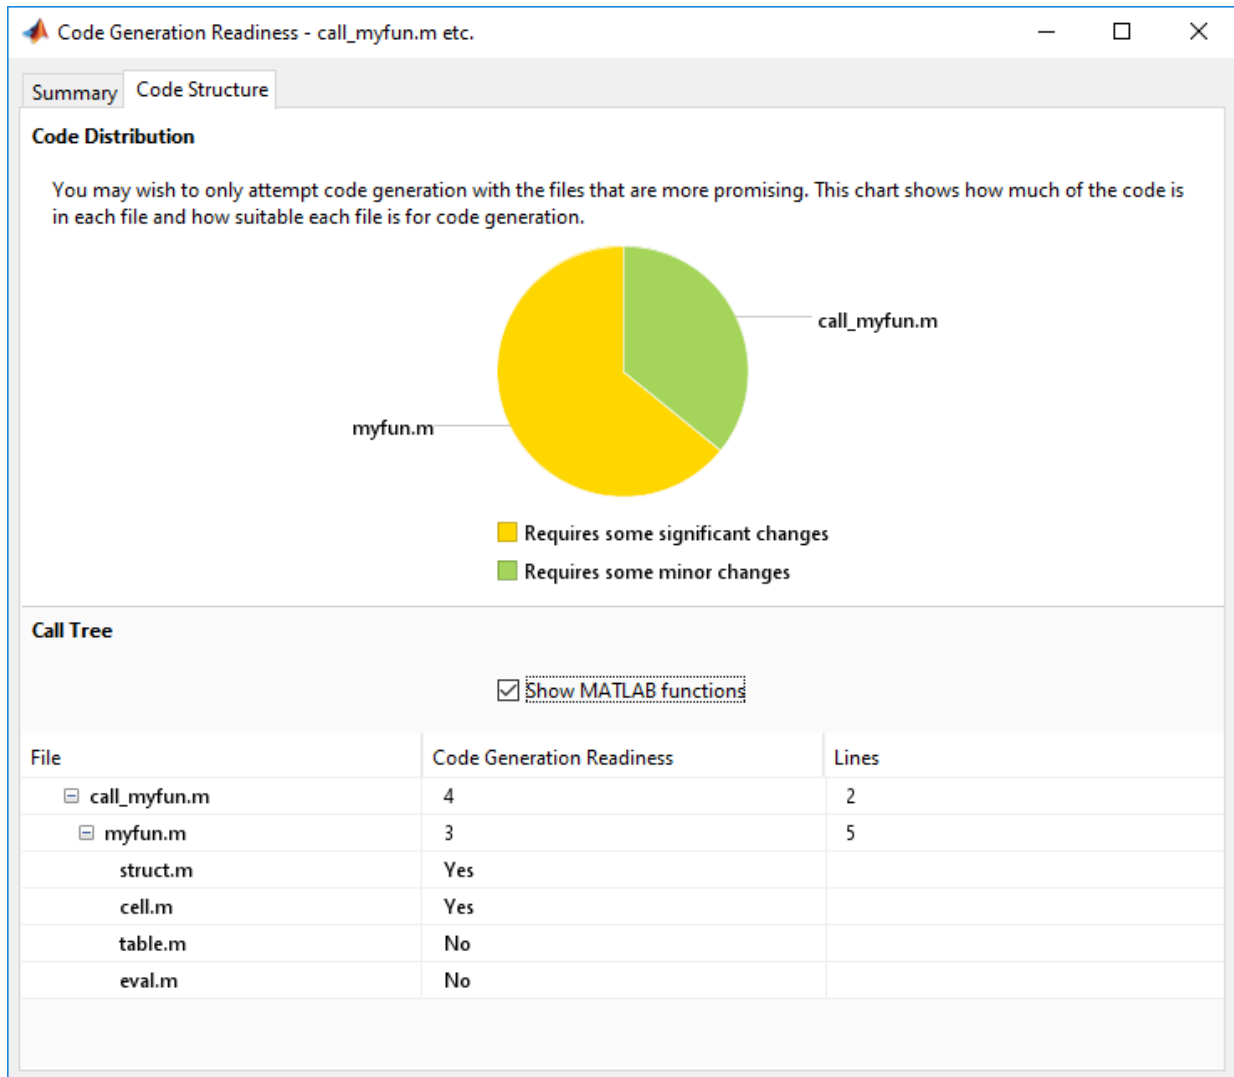 Code Generation Readiness - call_myfun.m etc.
Summary Code Structure
Code Distribution
You may wish to only attempt code generation with the files that are more promising. This chart shows how much of the code is
in each file and how suitable each file is for code generation.
call_myfun.m
myfun.m
Requires some significant changes
Requires some minor changes
Call Tree
Show MATLAB functions
File Code Generation Readiness Lines
call_myfun.m 4 2
myfun.m 3 5
struct.m Yes
cell.m Yes
table.m No
eval.m No